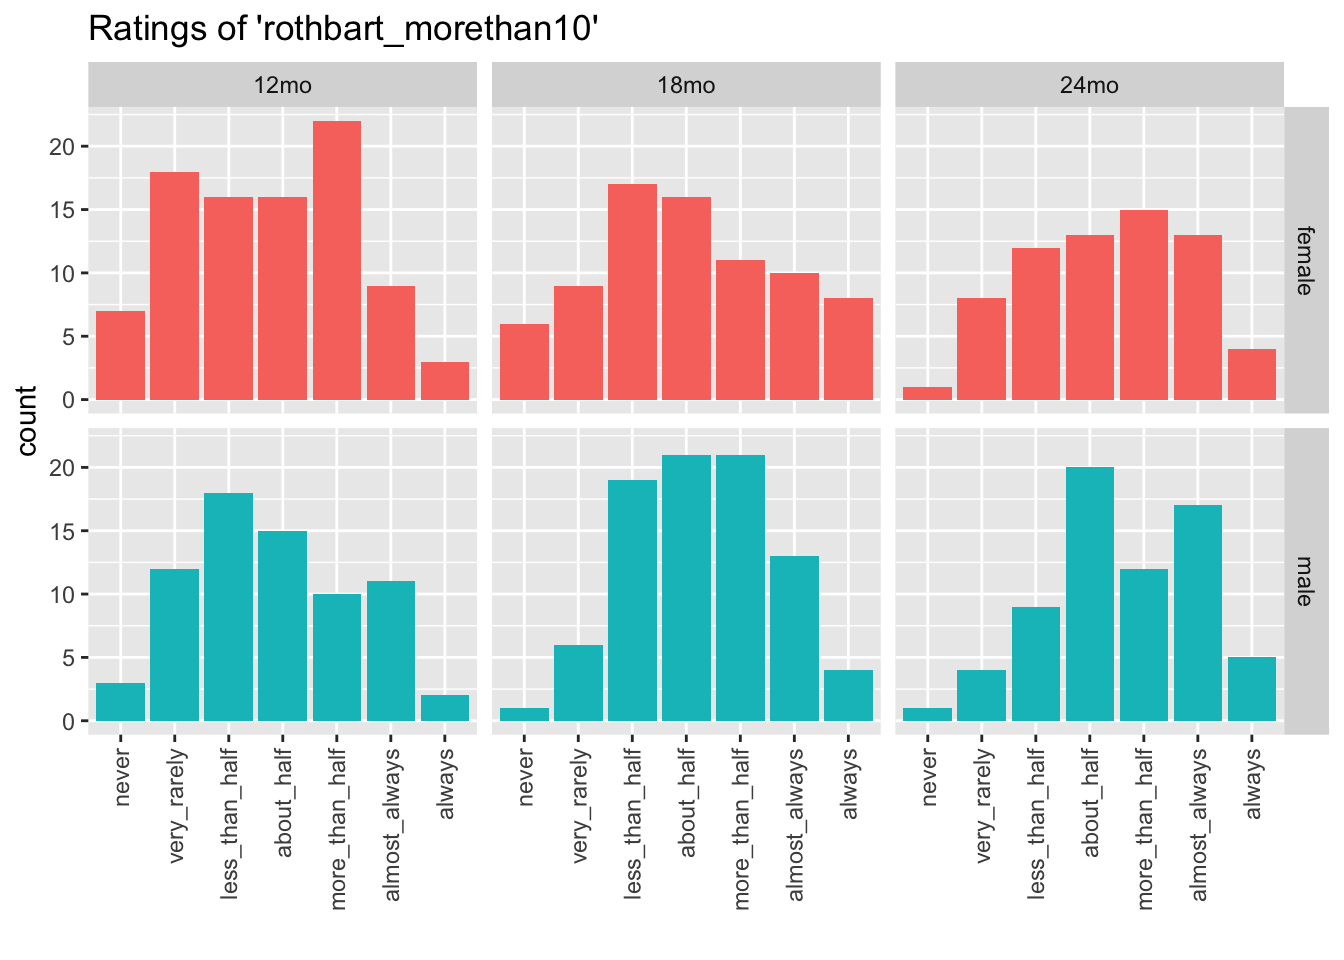 Ratings of 'rothbart_morethan10'
12mo
18mo
24mo
20
15
10
5
0
female
count
20
15
10
5
0
male
never
very_rarely
less_than_half
about_half
more_than_half
almost_always
always
never
very_rarely
less_than_half
about_half
more_than_half
almost_always
always
never
very_rarely
less_than_half
about_half
more_than_half
almost_always
always